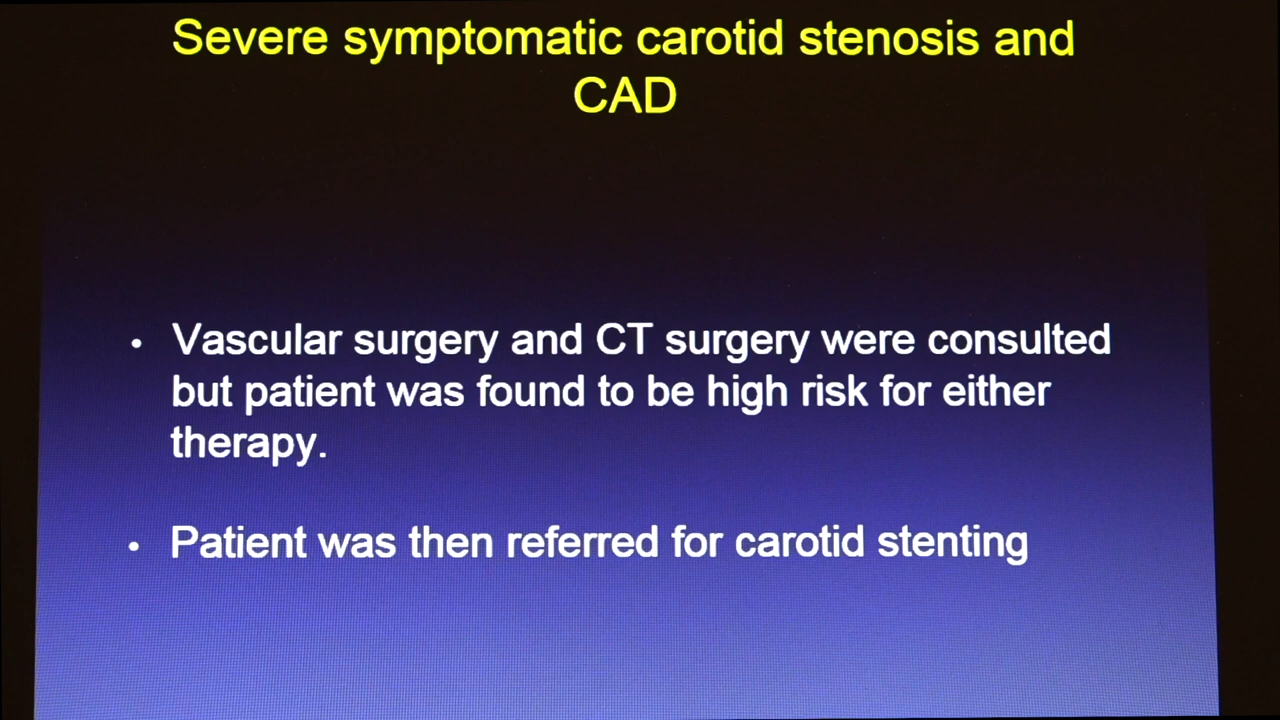 Severe symptomatic carotid stenosis and
CAD
• Vascular surgery and CT surgery were consulted
but patient was found to be high risk for either
therapy.
• Patient was then referred for carotid stenting